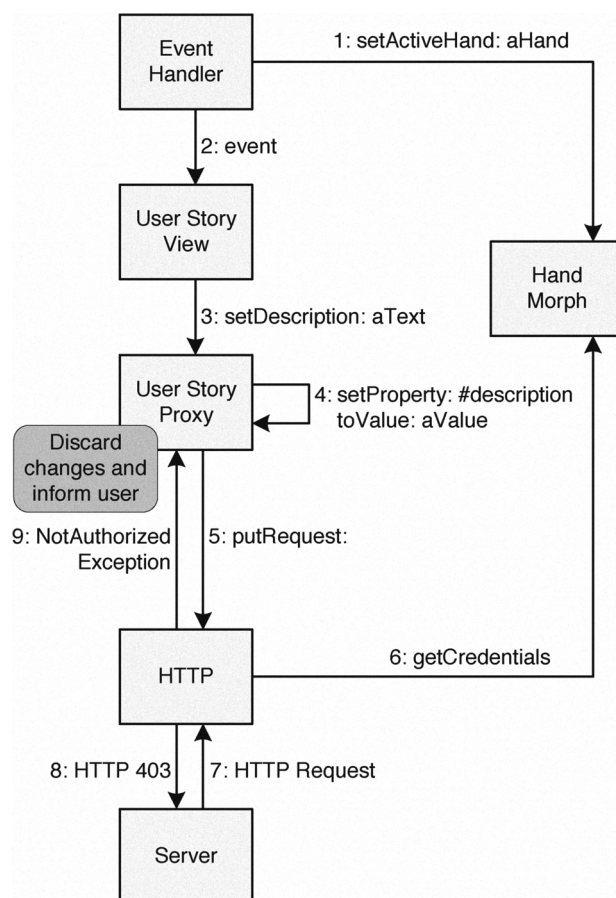 Event
Handler
1: setActiveHand: aHand
2: event
User Story
View
Hand
Morph
3: setDescription: aText
User Story
Proxy
4: setProperty: #description
toValue: aValue
Discard
changes and
inform user
9: NotAuthorized
Exception
5: putRequest:
HTTP
6: getCredentials
8: HTTP 403
7: HTTP Request
Server